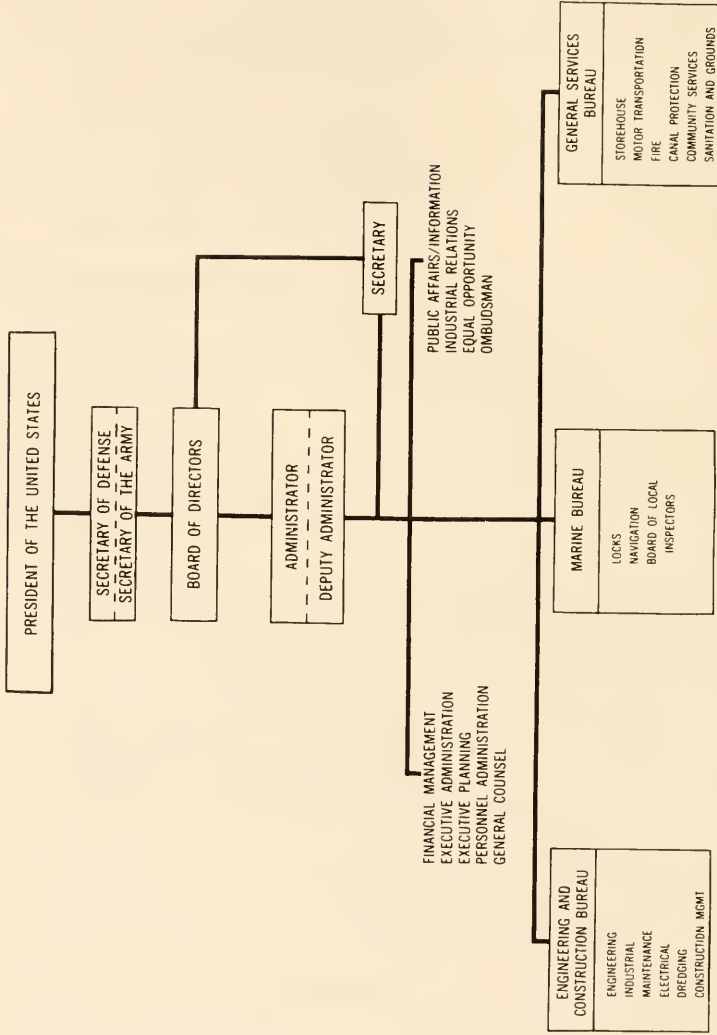 PRESIDENT OF THE UNITED STATES
SECRETARY OF DEFENSE
SECRETARY OF THE ARMY
BOARD OF DIRECTORS
ADMINISTRATOR
DEPUTY ADMINISTRATOR
SECRETARY
FINANCIAL MANAGEMENT
EXECUTIVE ADMINISTRATION
EXECUTIVE PLANNING
PERSONNEL ADMINISTRATION
GENERAL COUNSEL
PUBLIC AFFAIRS/INFORMATION
INDUSTRIAL RELATIONS
EQUAL OPPORTUNITY
OMBUDSMAN
ENGINEERING AND
CONSTRUCTION BUREAU
ENGINEERING
INDUSTRIAL
MAINTENANCE
ELECTRICAL
DREDGING
CONSTRUCTION MGMT
MARINE BUREAU
LOCKS
NAVIGATION
BOARD OF LOCAL
INSPECTORS
GENERAL SERVICES
BUREAU
STOREHOUSE
MOTOR TRANSPORTATION
FIRE
CANAL PROTECTION
COMMUNITY SERVICES
SANITATION AND GROUNDS